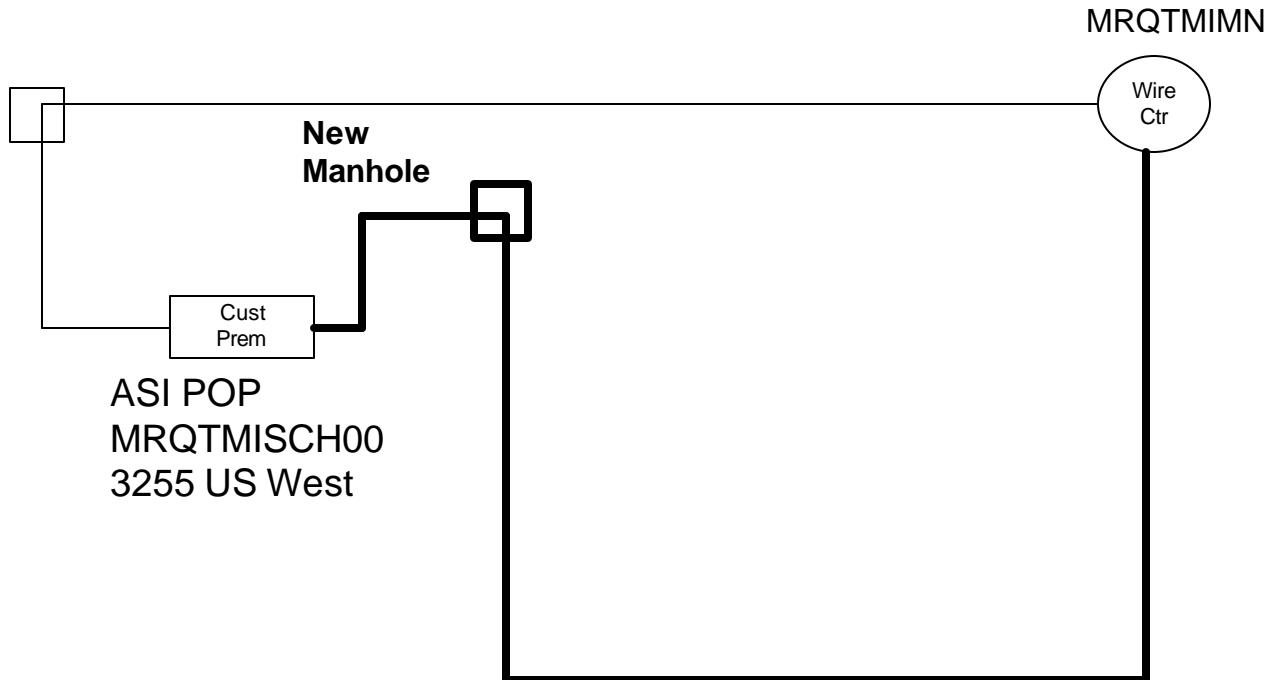 MRQTMIMN
Wire
Ctr
New
Manhole
Cust
Prem
ASI POP
MRQTMISCH00
3255 US West